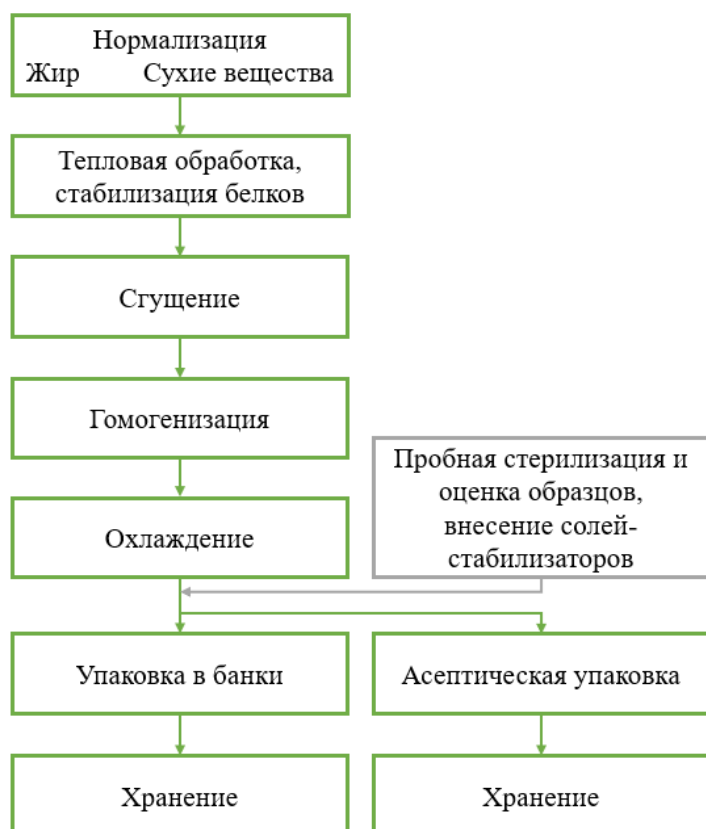 Нормализация
Жир Сухие вещества
Тепловая обработка,
стабилизация белков
Сгущение
Гомогенизация
Пробная стерилизация и
оценка образцов,
внесение солей-
стабилизаторов
Охлаждение
Упаковка в банки
Асептическая упаковка
Хранение
Хранение